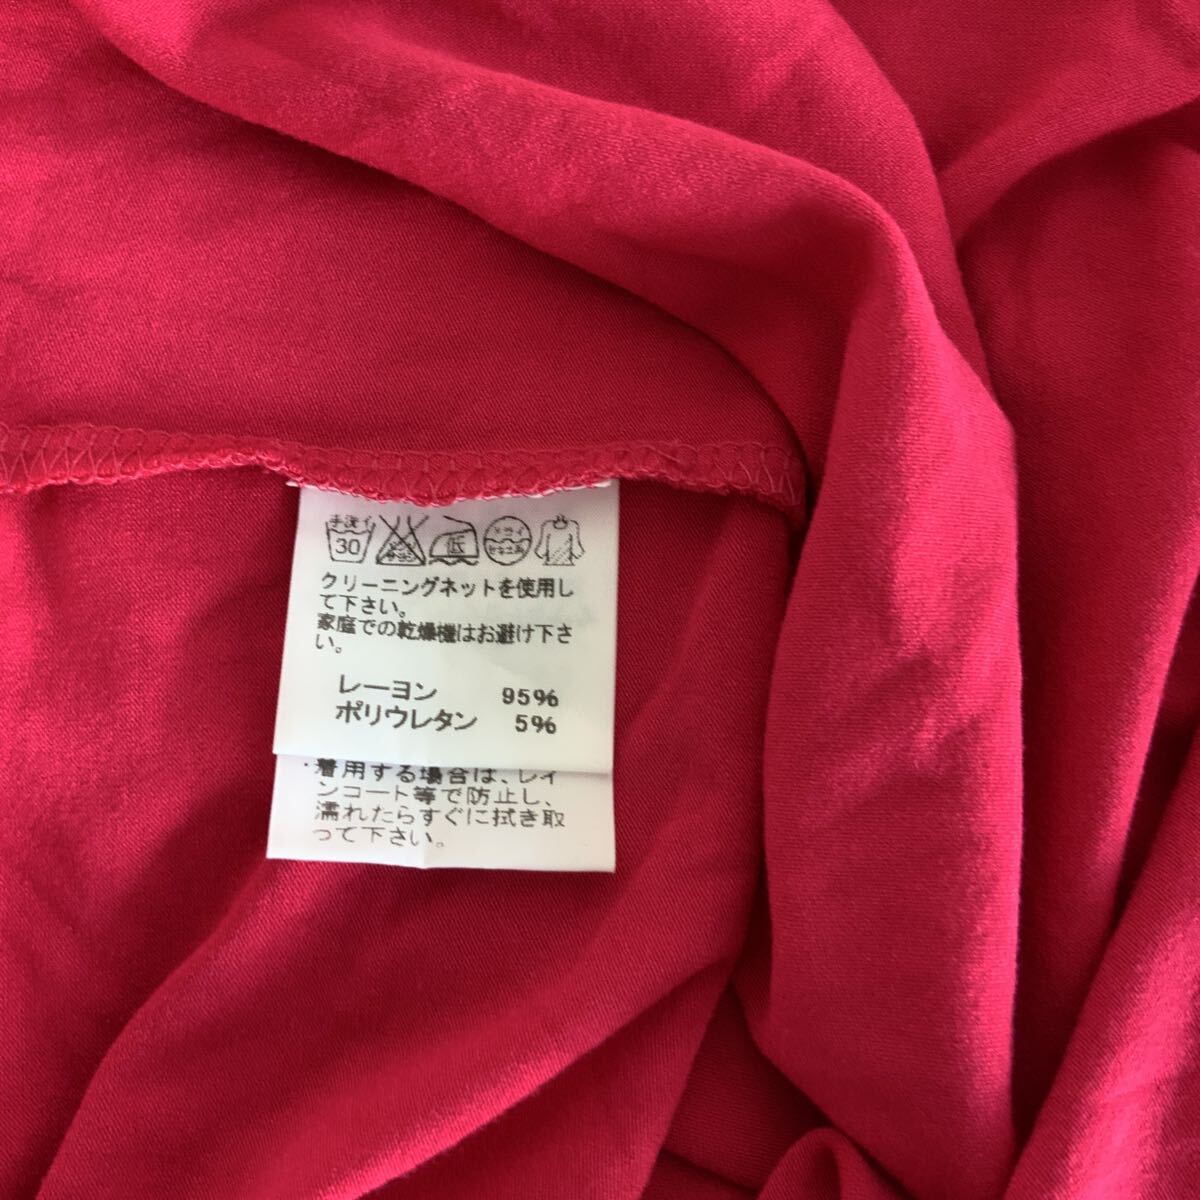 手洗イ
30
低
ドライ
クリーニングネットを使用し
て下さい。
家庭での乾燥機はお避け下さ
い。
レーヨン 95%
ポリウレタン 5%
・着用する場合は、レイ
ンコート等で防止し、
濡れたらすぐに拭き取
って下さい。